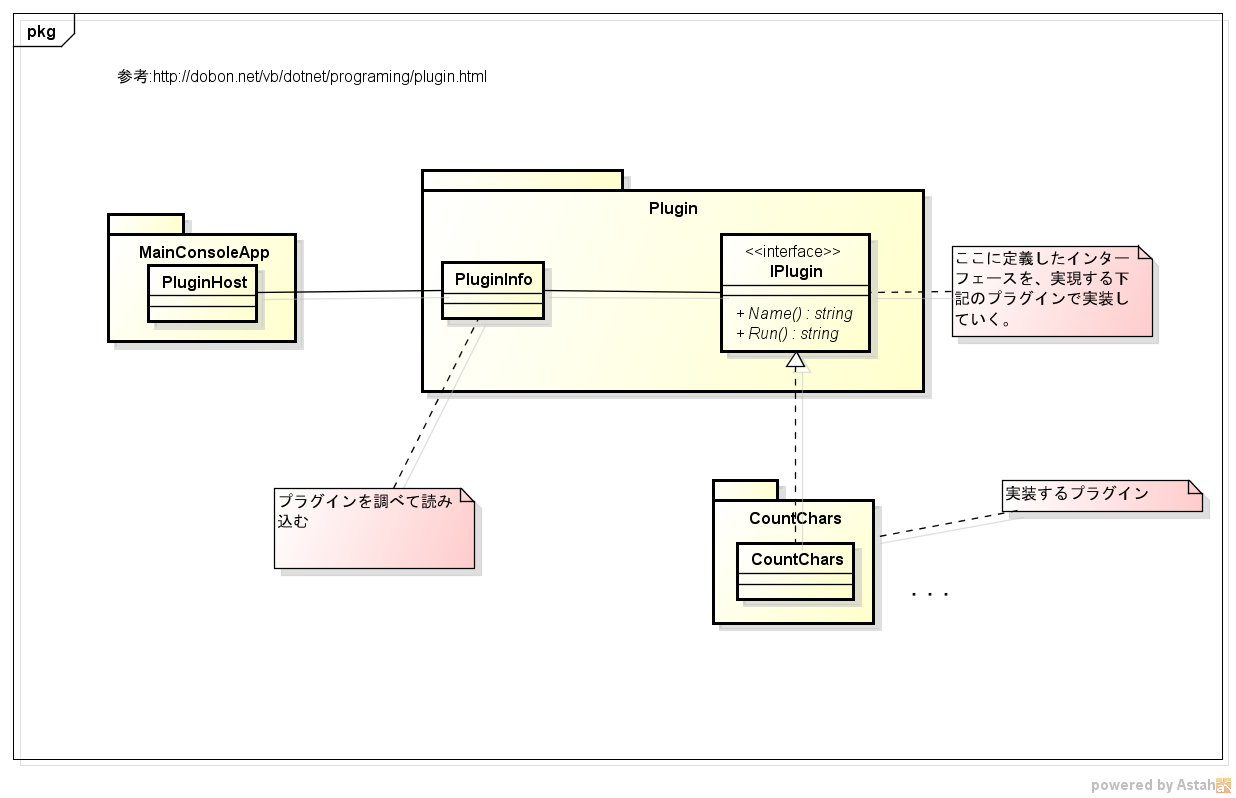 pkg
参考:http://dobon.net/vb/dotnet/programing/plugin.html
Plugin
MainConsoleApp
PluginHost
PluginInfo
<<interface>>
IPlugin
+ Name() : string
+ Run() : string
ここに定義したインター
フェースを、実現する下
記のプラグインで実装し
ていく。
プラグインを調べて読み
込む
CountChars
CountChars
実装するプラグイン
・・・
powered by Astah